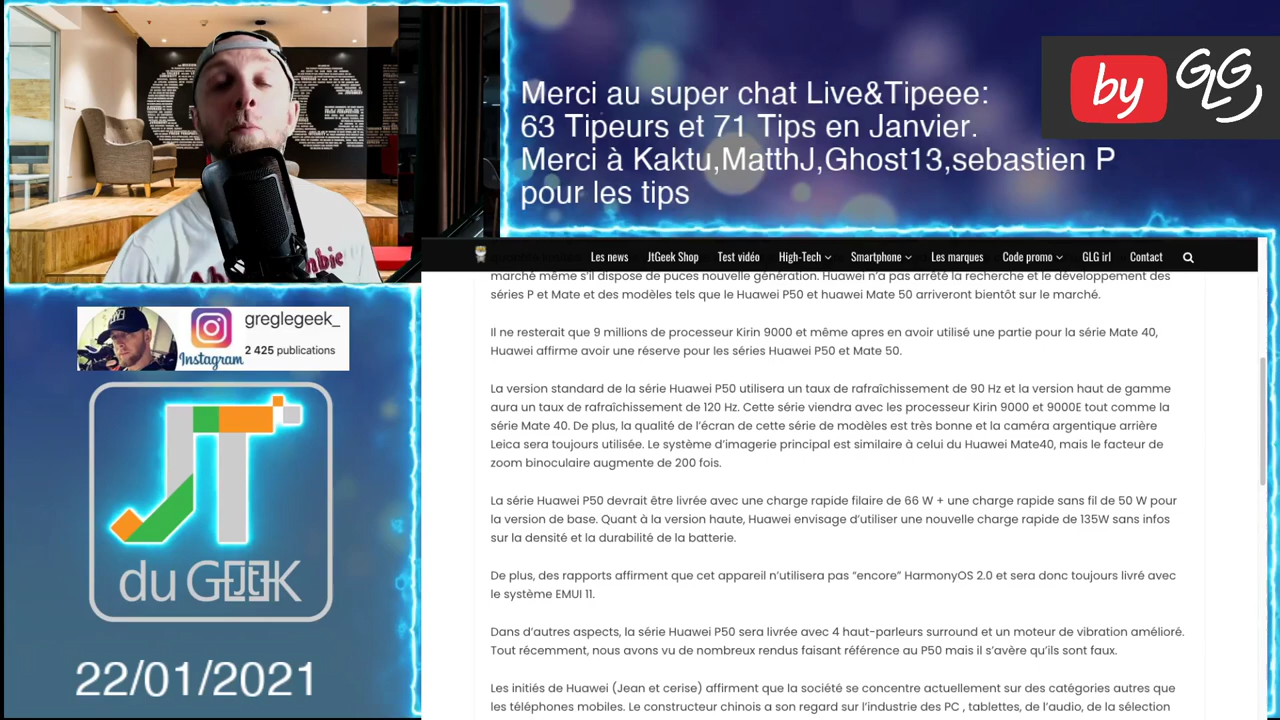 Merci au super chat Live&Tipeee:
63 Tipeurs et 71 Tips en Janvier.
Merci à Kaktu,MatthJ,Ghost13,sebastien P
pour les tips
by GLG
Les news JtGeek Shop Test vidéo High-Tech Smartphone Les marques Code promo GLG irl Contact
marché même s'il dispose de puces nouvelle génération. Huawei n'a pas arrêté la recherche et le développement des
séries P et Mate et des modèles tels que le Huawei P50 et huawei Mate 50 arriveront bientôt sur le marché.
Il ne resterait que 9 millions de processeur Kirin 9000 et même apres en avoir utilisé une partie pour la série Mate 40,
Huawei affirme avoir une réserve pour les séries Huawei P50 et Mate 50.
La version standard de la série Huawei P50 utilisera un taux de rafraîchissement de 90 Hz et la version haut de gamme
aura un taux de rafraîchissement de 120 Hz. Cette série viendra avec les processeur Kirin 9000 et 9000E tout comme la
série Mate 40. De plus, la qualité de l'écran de cette série de modèles est très bonne et la caméra argentique arrière
Leica sera toujours utilisée. Le système d'imagerie principal est similaire à celui du Huawei Mate40, mais le facteur de
zoom binoculaire augmente de 200 fois.
La série Huawei P50 devrait être livrée avec une charge rapide filaire de 66 W + une charge rapide sans fil de 50 W pour
la version de base. Quant à la version haute, Huawei envisage d'utiliser une nouvelle charge rapide de 135W sans infos
sur la densité et la durabilité de la batterie.
De plus, des rapports affirment que cet appareil n'utilisera pas "encore" HarmonyOS 2.0 et sera donc toujours livré avec
le système EMUI 11.
Dans d'autres aspects, la série Huawei P50 sera livrée avec 4 haut-parleurs surround et un moteur de vibration amélioré.
Tout récemment, nous avons vu de nombreux rendus faisant référence au P50 mais il s'avère qu'ils sont faux.
Les initiés de Huawei (Jean et cerise) affirment que la société se concentre actuellement sur des catégories autres que
les téléphones mobiles. Le constructeur chinois a son regard sur l'industrie des PC , tablettes, de l'audio, de la sélection
greglegeek_
Instagram
2 425 publications
JT
du GEEK
22/01/2021